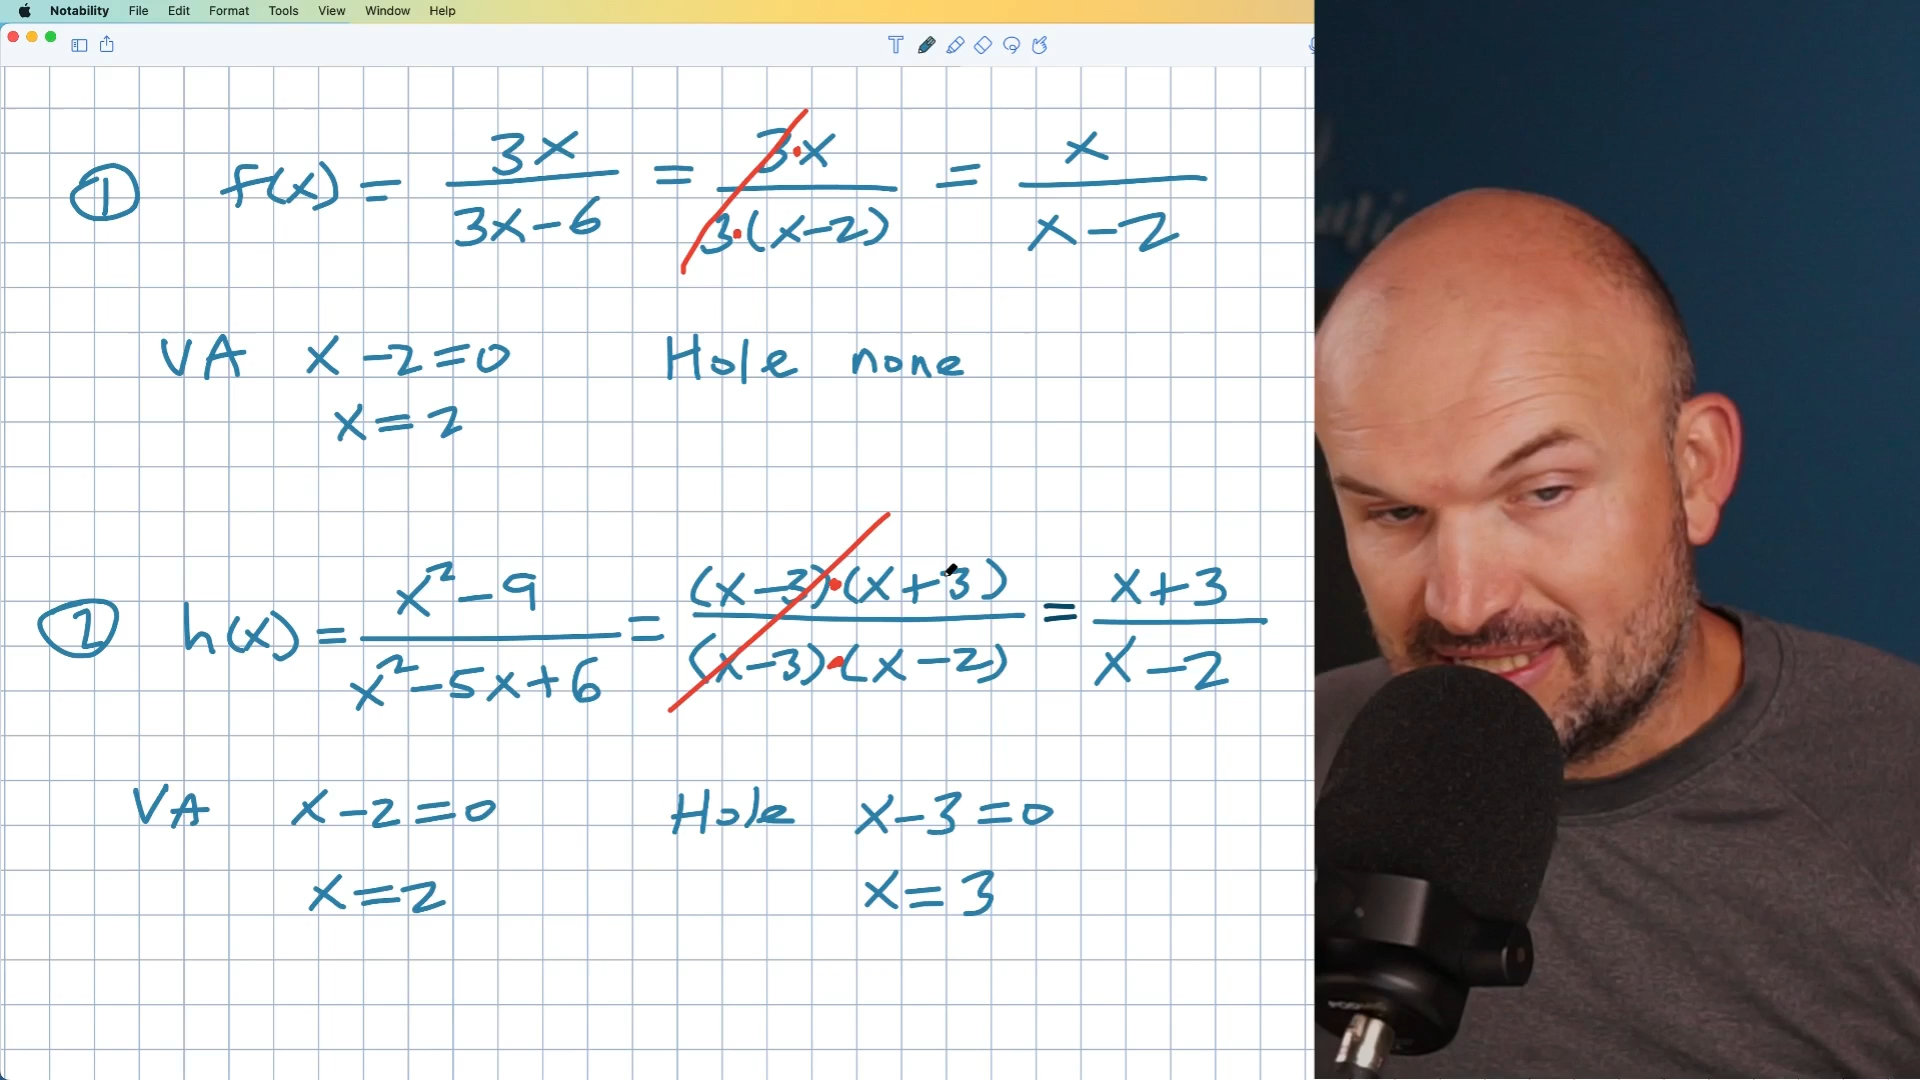 Notability File Edit Format Tools View Window Help
① f(x) = 3x / 3x-6 = 3·x / 3·(x-2) = x / x-2
VA x-2=0 Hole none
x=2
② h(x) = x²-9 / x²-5x+6 = (x-3)·(x+3) / (x-3)·(x-2) = x+3 / x-2
VA x-2=0 Hole x-3=0
x=2 x=3